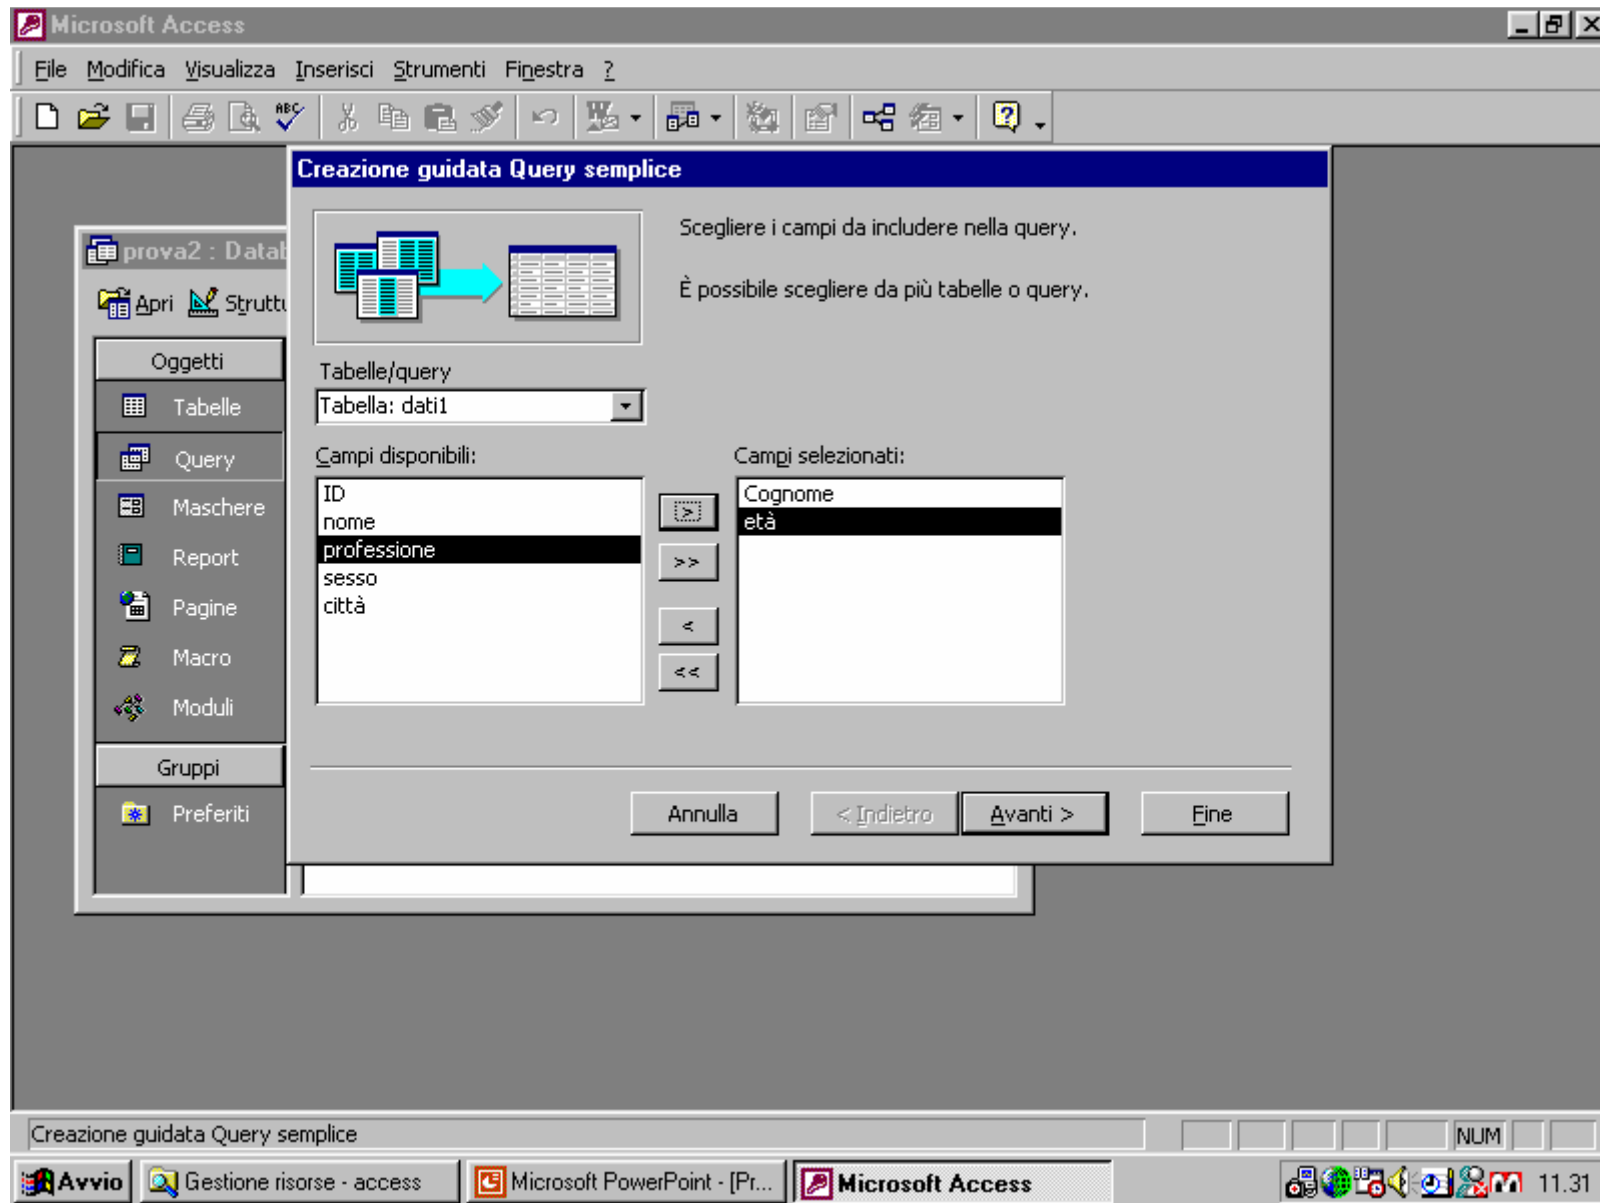 Microsoft Access
File Modifica Visualizza Inserisci Strumenti Finestra ?
ABC
Creazione guidata Query semplice
Scegliere i campi da includere nella query.
È possibile scegliere da più tabelle o query.
prova2 : Datab
Apri Struttu
Oggetti
Tabelle
Query
Maschere
Report
Pagine
Macro
Moduli
Gruppi
Preferiti
Tabelle/query
Tabella: dati1
Campi disponibili:
ID
nome
professione
sesso
città
>
>>
<
<<
Campi selezionati:
Cognome
età
Annulla
< Indietro
Avanti >
Fine
Creazione guidata Query semplice
NUM
Avvio
Gestione risorse - access
Microsoft PowerPoint - [Pr...
Microsoft Access
11.31